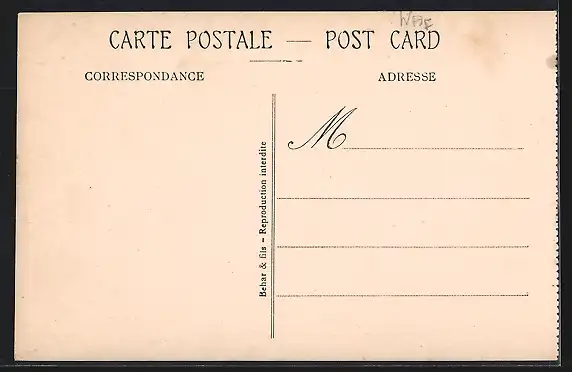 CARTE POSTALE — POST CARD
CORRESPONDANCE
ADRESSE
M
Behar & fils – Reproduction interdite